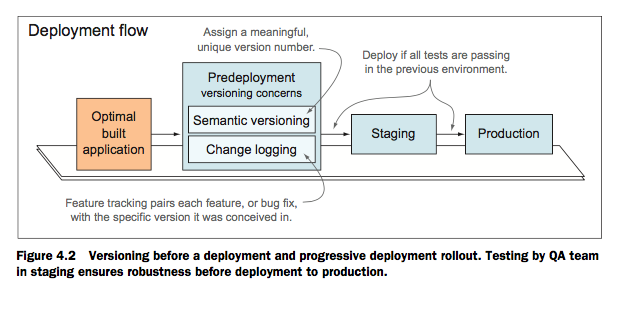 Deployment flow
Assign a meaningful,
unique version number.
Deploy if all tests are passing
in the previous environment.
Predeployment
versioning concerns
Optimal
built
application
Semantic versioning
Change logging
Staging
Production
Feature tracking pairs each feature, or bug fix,
with the specific version it was conceived in.
Figure 4.2 Versioning before a deployment and progressive deployment rollout. Testing by QA team
in staging ensures robustness before deployment to production.